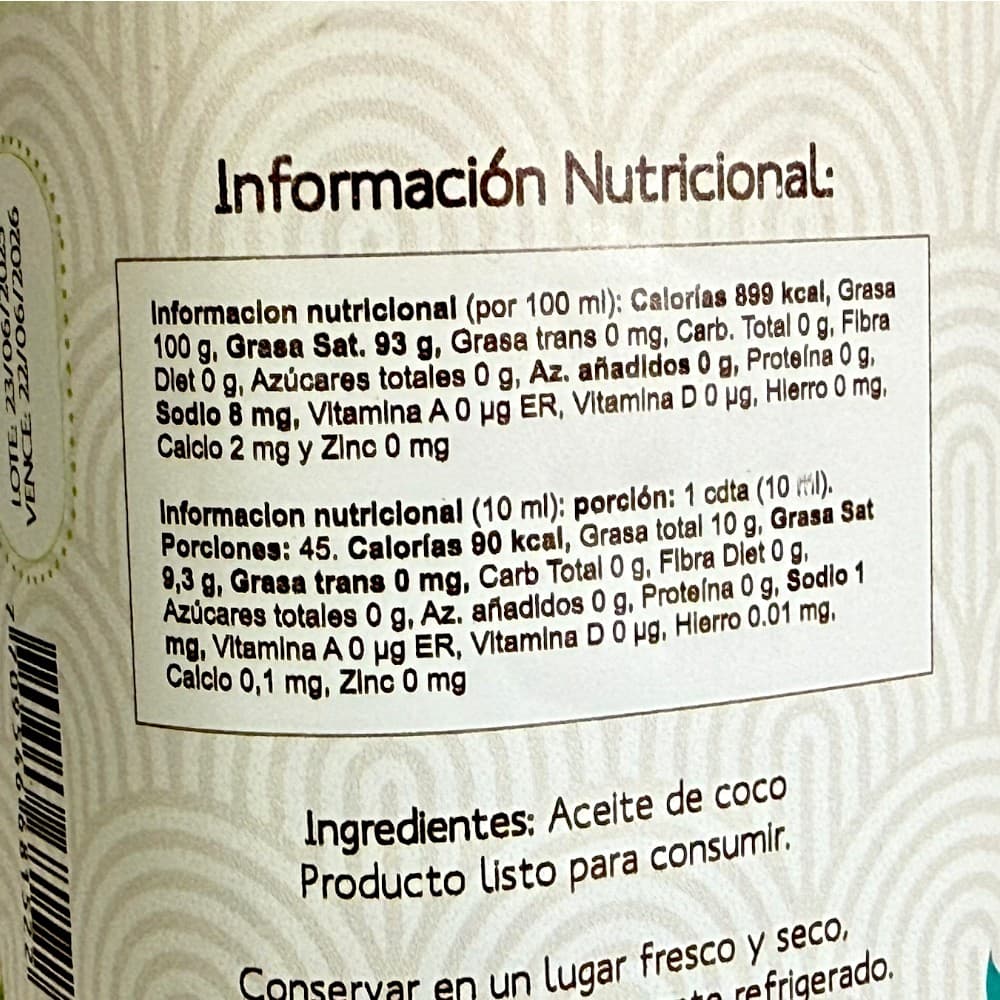 Información Nutricional:
Informacion nutricional (por 100 ml): Calorías 899 kcal, Grasa
100 g, Grasa Sat. 93 g, Grasa trans 0 mg, Carb. Total 0 g, Fibra
Diet 0 g, Azúcares totales 0 g, Az. añadidos 0 g, Proteína 0 g,
Sodio 8 mg, Vitamina A 0 µg ER, Vitamina D 0 µg, Hierro 0 mg,
Calcio 2 mg y Zinc 0 mg
Informacion nutricional (10 ml): porción: 1 cdta (10 ml).
Porciones: 45. Calorías 90 kcal, Grasa total 10 g, Grasa Sat
9,3 g, Grasa trans 0 mg, Carb Total 0 g, Fibra Diet 0 g,
Azúcares totales 0 g, Az. añadidos 0 g, Proteína 0 g, Sodio 1
mg, Vitamina A 0 µg ER, Vitamina D 0 µg, Hierro 0.01 mg,
Calcio 0,1 mg, Zinc 0 mg
Ingredientes: Aceite de coco
Producto listo para consumir.
Conservar en un lugar fresco y seco,
refrigerado.
LOTE: 23/06/2023
VENCE: 22/06/2026